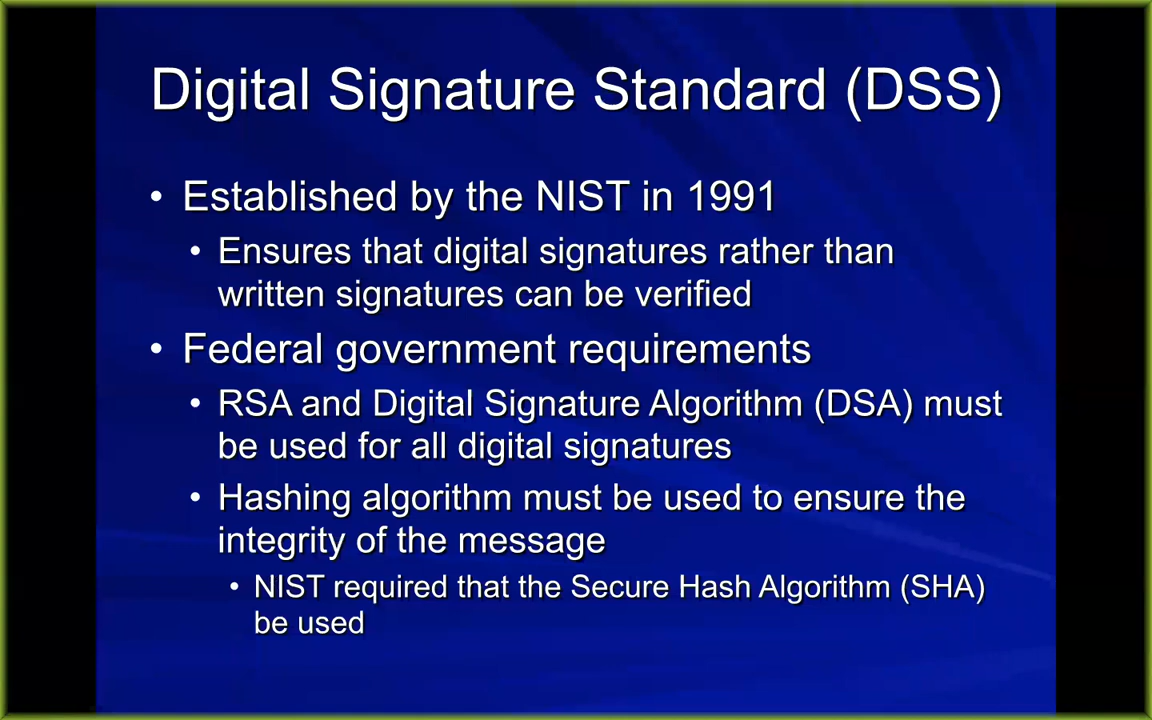 Digital Signature Standard (DSS)
• Established by the NIST in 1991
• Ensures that digital signatures rather than
written signatures can be verified
• Federal government requirements
• RSA and Digital Signature Algorithm (DSA) must
be used for all digital signatures
• Hashing algorithm must be used to ensure the
integrity of the message
• NIST required that the Secure Hash Algorithm (SHA)
be used